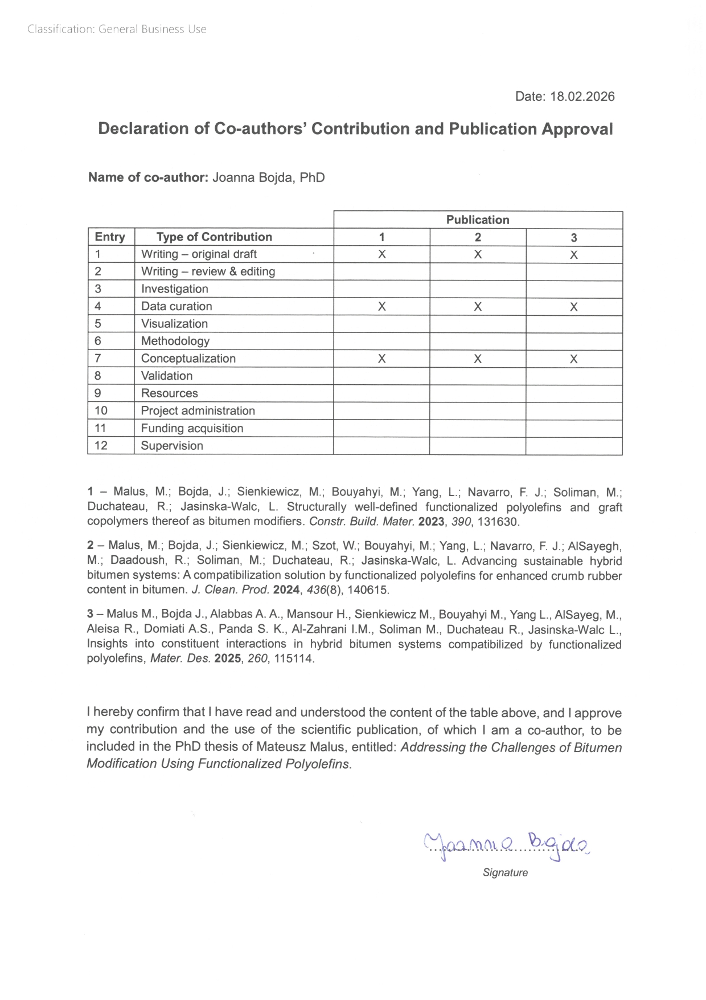 Classification: General Business Use
Date: 18.02.2026
Declaration of Co-authors’ Contribution and Publication Approval
Name of co-author: Joanna Bojda, PhD
Publication
Entry Type of Contribution 1 2 3
1 Writing – original draft X X X
2 Writing – review & editing
3 Investigation
4 Data curation X X X
5 Visualization
6 Methodology
7 Conceptualization X X X
8 Validation
9 Resources
10 Project administration
11 Funding acquisition
12 Supervision
1 – Malus, M.; Bojda, J.; Sienkiewicz, M.; Bouyahyi, M.; Yang, L.; Navarro, F. J.; Soliman, M.;
Duchateau, R.; Jasinska-Walc, L. Structurally well-defined functionalized polyolefins and graft
copolymers thereof as bitumen modifiers. Constr. Build. Mater. 2023, 390, 131630.
2 – Malus, M.; Bojda, J.; Sienkiewicz, M.; Szot, W.; Bouyahyi, M.; Yang, L.; Navarro, F. J.; AlSayegh,
M.; Daadoush, R.; Soliman, M.; Duchateau, R.; Jasinska-Walc, L. Advancing sustainable hybrid
bitumen systems: A compatibilization solution by functionalized polyolefins for enhanced crumb rubber
content in bitumen. J. Clean. Prod. 2024, 436(8), 140615.
3 – Malus M., Bojda J., Alabbas A. A., Mansour H., Sienkiewicz M., Bouyahyi M., Yang L., AlSayeg, M.,
Aleisa R., Domiati A.S., Panda S. K., Al-Zahrani I.M., Soliman M., Duchateau R., Jasinska-Walc L.,
Insights into constituent interactions in hybrid bitumen systems compatibilized by functionalized
polyolefins, Mater. Des. 2025, 260, 115114.
I hereby confirm that I have read and understood the content of the table above, and I approve
my contribution and the use of the scientific publication, of which I am a co-author, to be
included in the PhD thesis of Mateusz Malus, entitled: Addressing the Challenges of Bitumen
Modification Using Functionalized Polyolefins.
Joanna Bojda
Signature